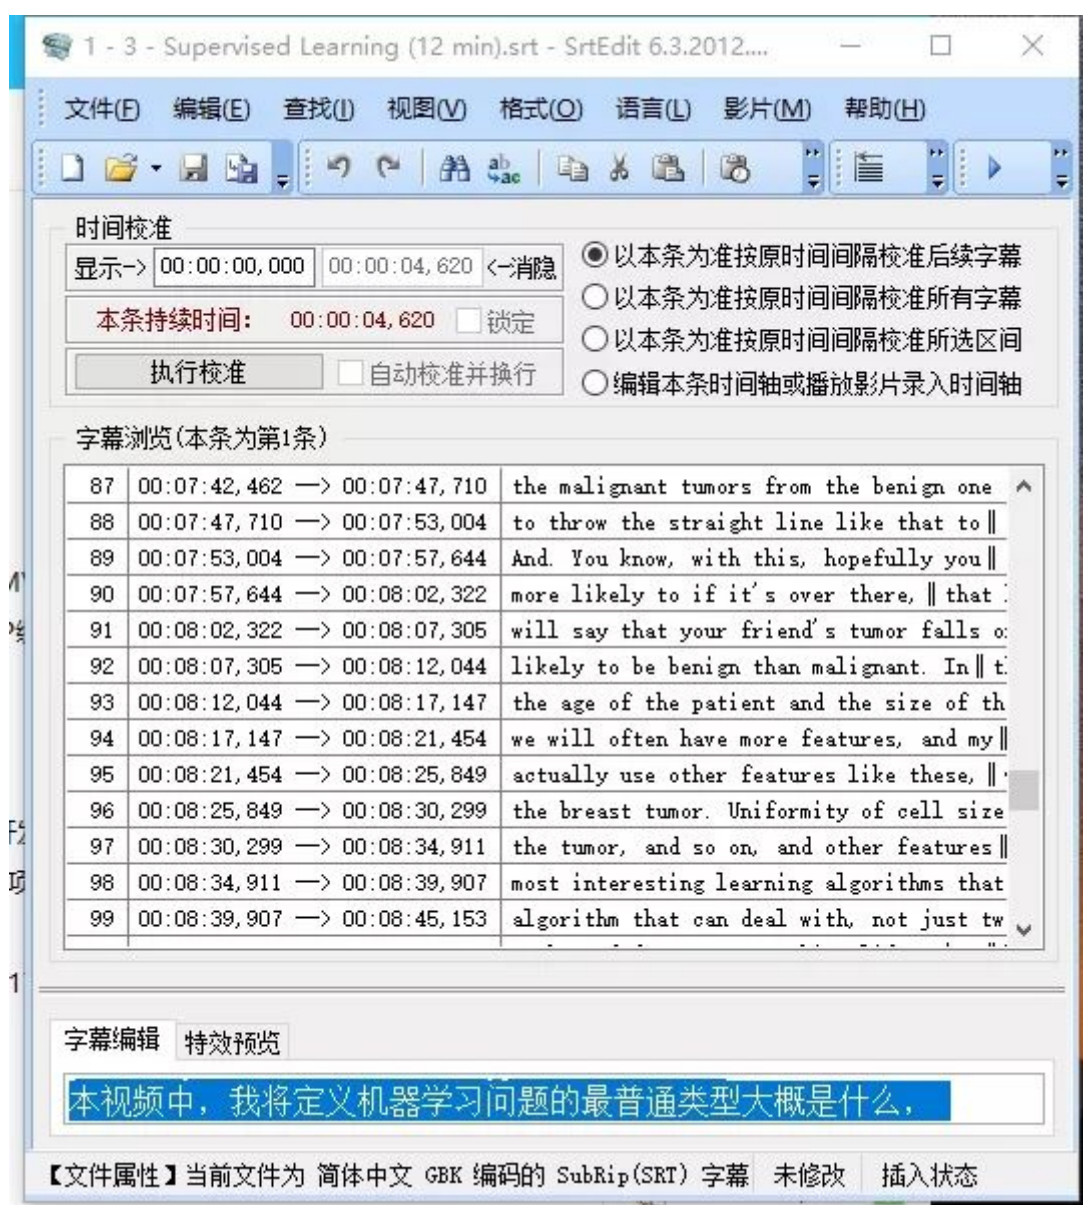 1 - 3 - Supervised Learning (12 min).srt - SrtEdit 6.3.2012....
文件(F) 编辑(E) 查找(I) 视图(V) 格式(O) 语言(L) 影片(M) 帮助(H)
时间校准
显示-> 00:00:00,000 00:00:04,620 <-消隐
本条持续时间: 00:00:04,620 锁定
执行校准 自动校准并换行
以本条为准按原时间间隔校准后续字幕
以本条为准按原时间间隔校准所有字幕
以本条为准按原时间间隔校准所选区间
编辑本条时间轴或播放影片录入时间轴
字幕浏览(本条为第1条)
87 00:07:42,462 —> 00:07:47,710 the malignant tumors from the benign one
88 00:07:47,710 —> 00:07:53,004 to throw the straight line like that to‖
89 00:07:53,004 —> 00:07:57,644 And. You know, with this, hopefully you‖
90 00:07:57,644 —> 00:08:02,322 more likely to if it's over there,‖ that
91 00:08:02,322 —> 00:08:07,305 will say that your friend's tumor falls
92 00:08:07,305 —> 00:08:12,044 likely to be benign than malignant. In‖
93 00:08:12,044 —> 00:08:17,147 the age of the patient and the size of th
94 00:08:17,147 —> 00:08:21,454 we will often have more features, and my‖
95 00:08:21,454 —> 00:08:25,849 actually use other features like these,‖
96 00:08:25,849 —> 00:08:30,299 the breast tumor. Uniformity of cell size
97 00:08:30,299 —> 00:08:34,911 the tumor, and so on, and other features‖
98 00:08:34,911 —> 00:08:39,907 most interesting learning algorithms that
99 00:08:39,907 —> 00:08:45,153 algorithm that can deal with, not just tw
字幕编辑 特效预览
本视频中，我将定义机器学习问题的最普通类型大概是什么，
【文件属性】当前文件为 简体中文 GBK 编码的 SubRip(SRT) 字幕 未修改 插入状态